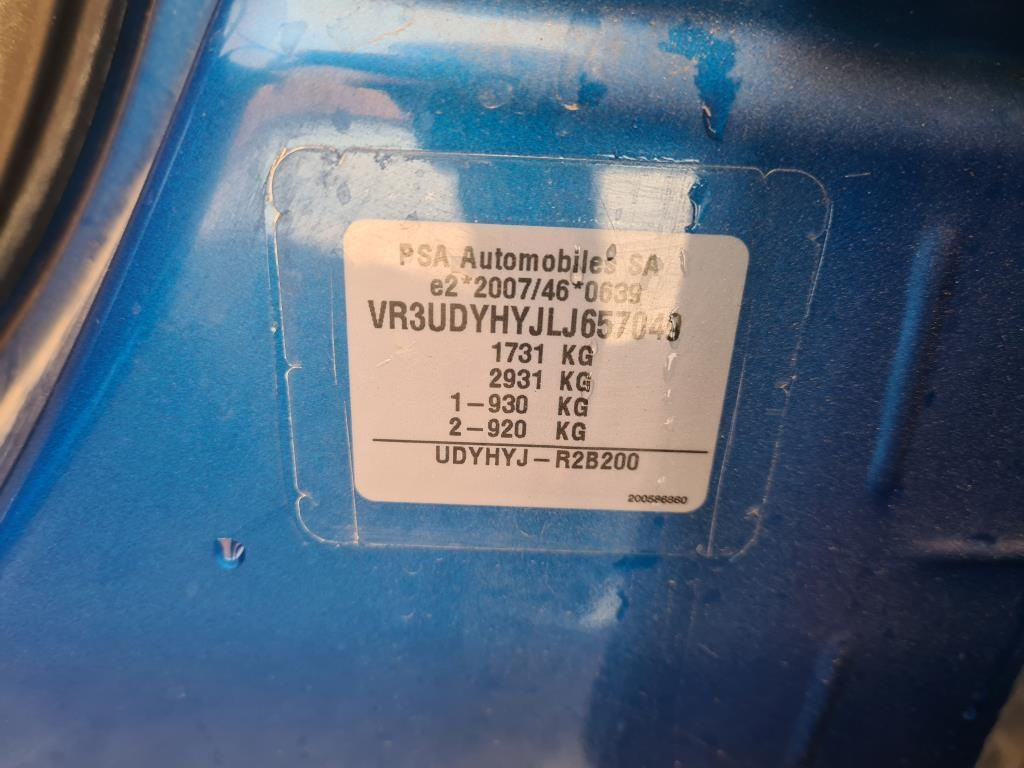 PSA Automobiles SA
e2*2007/46*0639
VR3UDYHYJLJ657049
1731 KG
2931 KG
1-930 KG
2-920 KG
UDYHYJ-R2B200
200586860